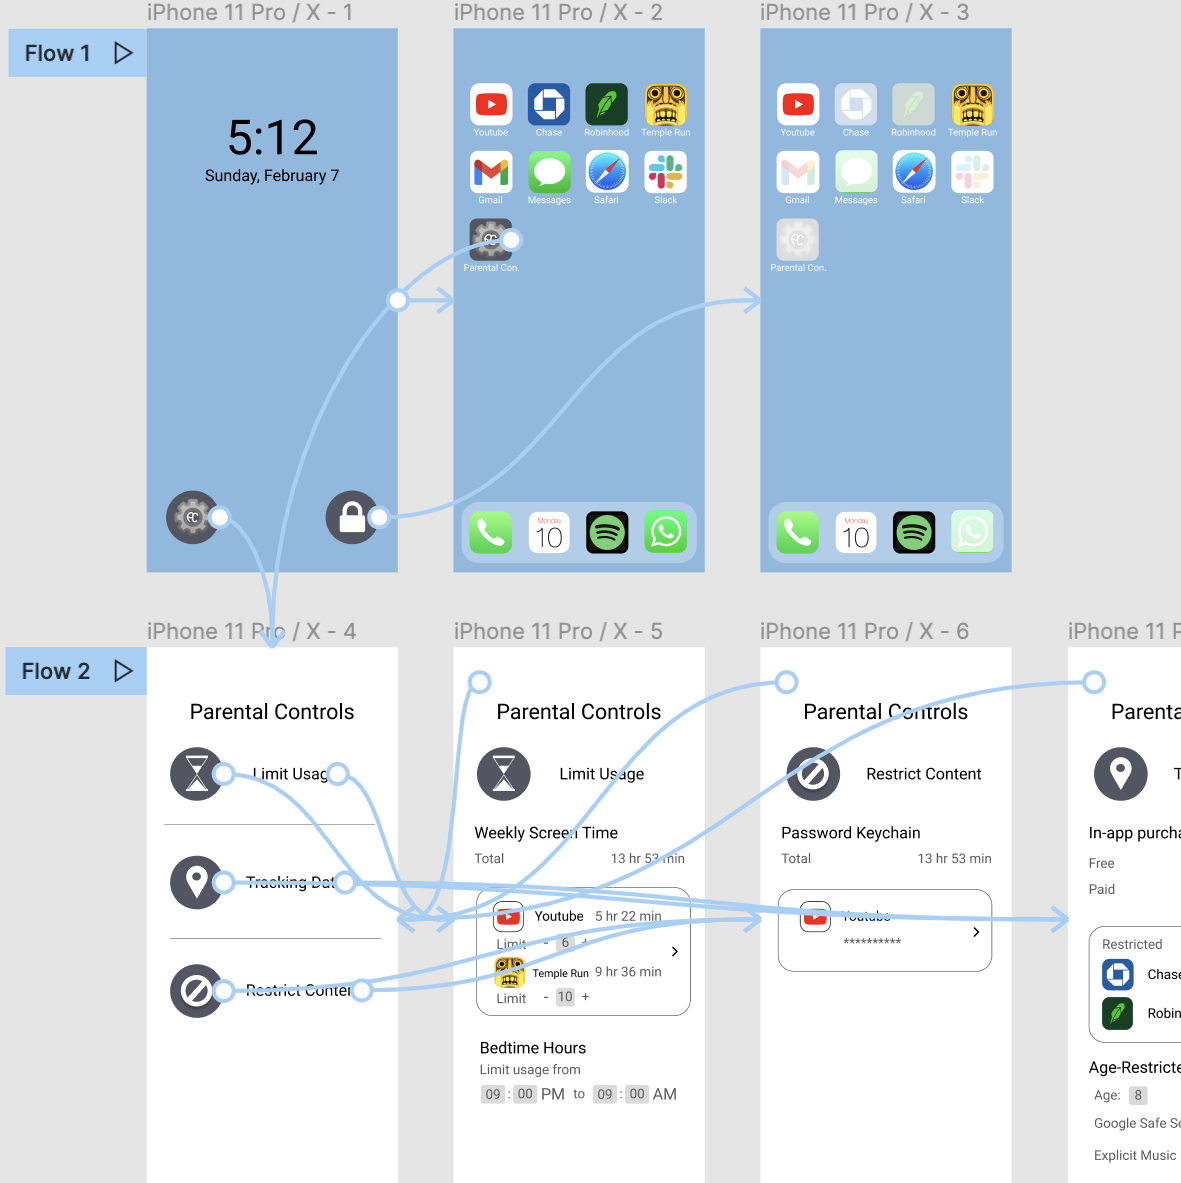 iPhone 11 Pro / X - 1
iPhone 11 Pro / X - 2
iPhone 11 Pro / X - 3
Flow 1
5:12
Sunday, February 7
Youtube
Chase
Robinhood
Temple Run
Gmail
Messages
Safari
Slack
Parental Con.
Monday
10
Youtube
Chase
Robinhood
Temple Run
Gmail
Messages
Safari
Slack
Parental Con.
Monday
10
iPhone 11 Pro / X - 4
iPhone 11 Pro / X - 5
iPhone 11 Pro / X - 6
iPhone 11 P
Flow 2
Parental Controls
Limit Usag
Tracking Dat
Restrict Conter
Parental Controls
Limit Usage
Weekly Screen Time
Total 13 hr 53 min
Youtube 5 hr 22 min
Limit - 6 +
Temple Run 9 hr 36 min
Limit - 10 +
Bedtime Hours
Limit usage from
09 : 00 PM to 09 : 00 AM
Parental Controls
Restrict Content
Password Keychain
Total 13 hr 53 min
Youtube
**********
Parenta
T
In-app purcha
Free
Paid
Restricted
Chase
Robin
Age-Restricte
Age: 8
Google Safe Se
Explicit Music